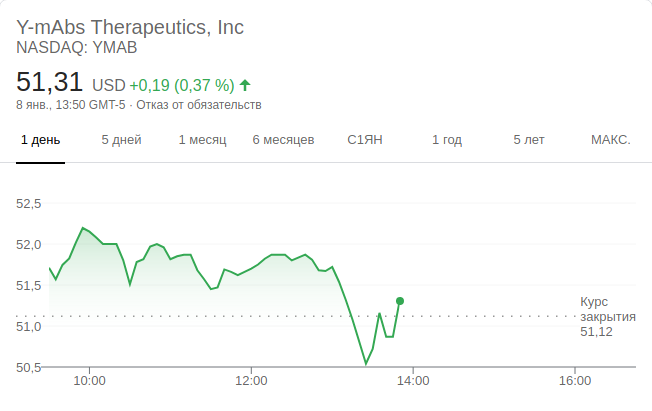 Y-mAbs Therapeutics, Inc
NASDAQ: YMAB
51,31 USD +0,19 (0,37 %) ↑
8 янв., 13:50 GMT-5 · Отказ от обязательств
1 день 5 дней 1 месяц 6 месяцев С1ЯН 1 год 5 лет МАКС.
52,5
52,0
51,5
51,0
50,5
Курс
закрытия
51,12
10:00 12:00 14:00 16:00